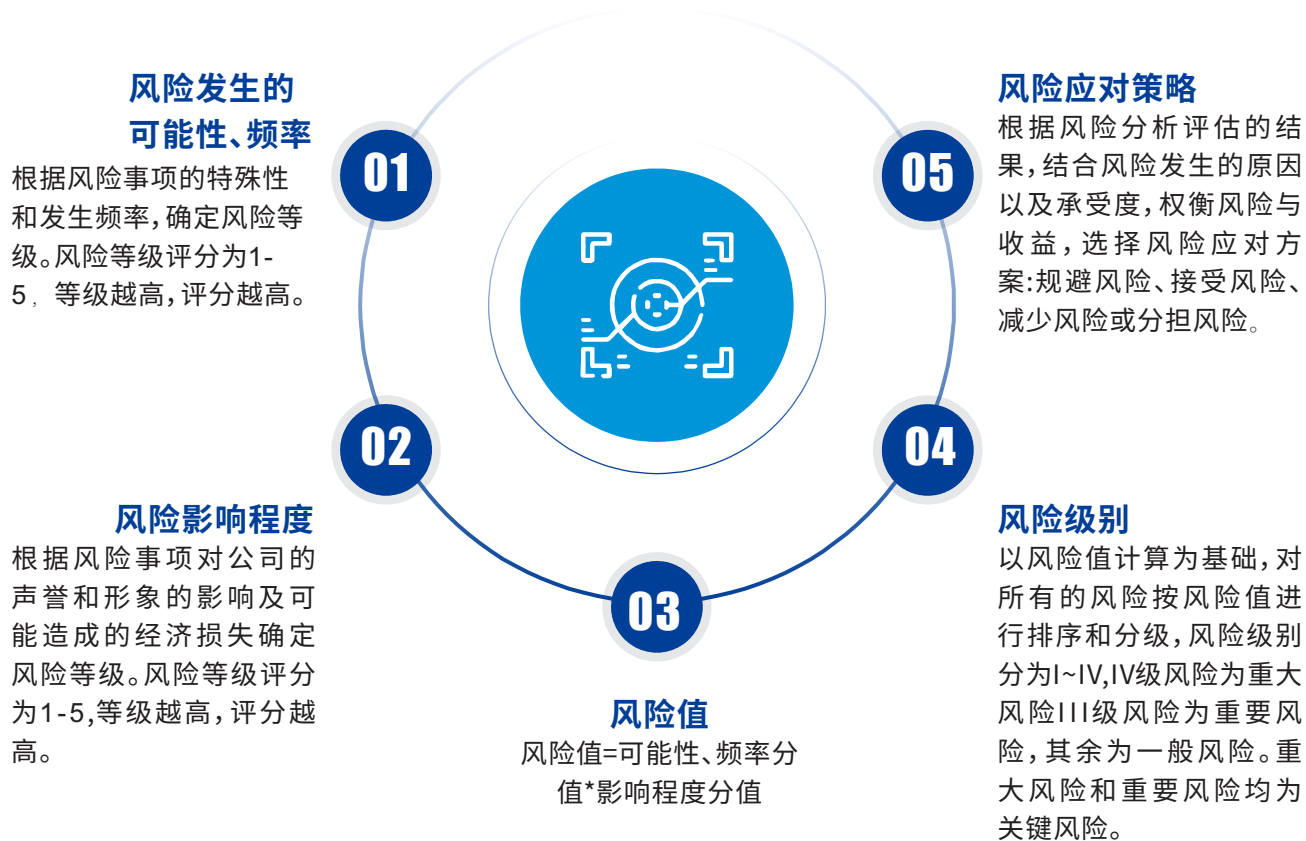 风险发生的
可能性、频率
01
根据风险事项的特殊性
和发生频率,确定风险等
级。风险等级评分为1-
5，等级越高,评分越高。
02
风险影响程度
根据风险事项对公司的
声誉和形象的影响及可
能造成的经济损失确定
风险等级。风险等级评分
为1-5,等级越高,评分越
高。
03
风险值
风险值=可能性、频率分
值*影响程度分值
04
风险级别
以风险值计算为基础,对
所有的风险按风险值进
行排序和分级,风险级别
分为I~IV,IV级风险为重大
风险III级风险为重要风
险,其余为一般风险。重
大风险和重要风险均为
关键风险。
05
风险应对策略
根据风险分析评估的结
果,结合风险发生的原因
以及承受度,权衡风险与
收益,选择风险应对方
案:规避风险、接受风险、
减少风险或分担风险。